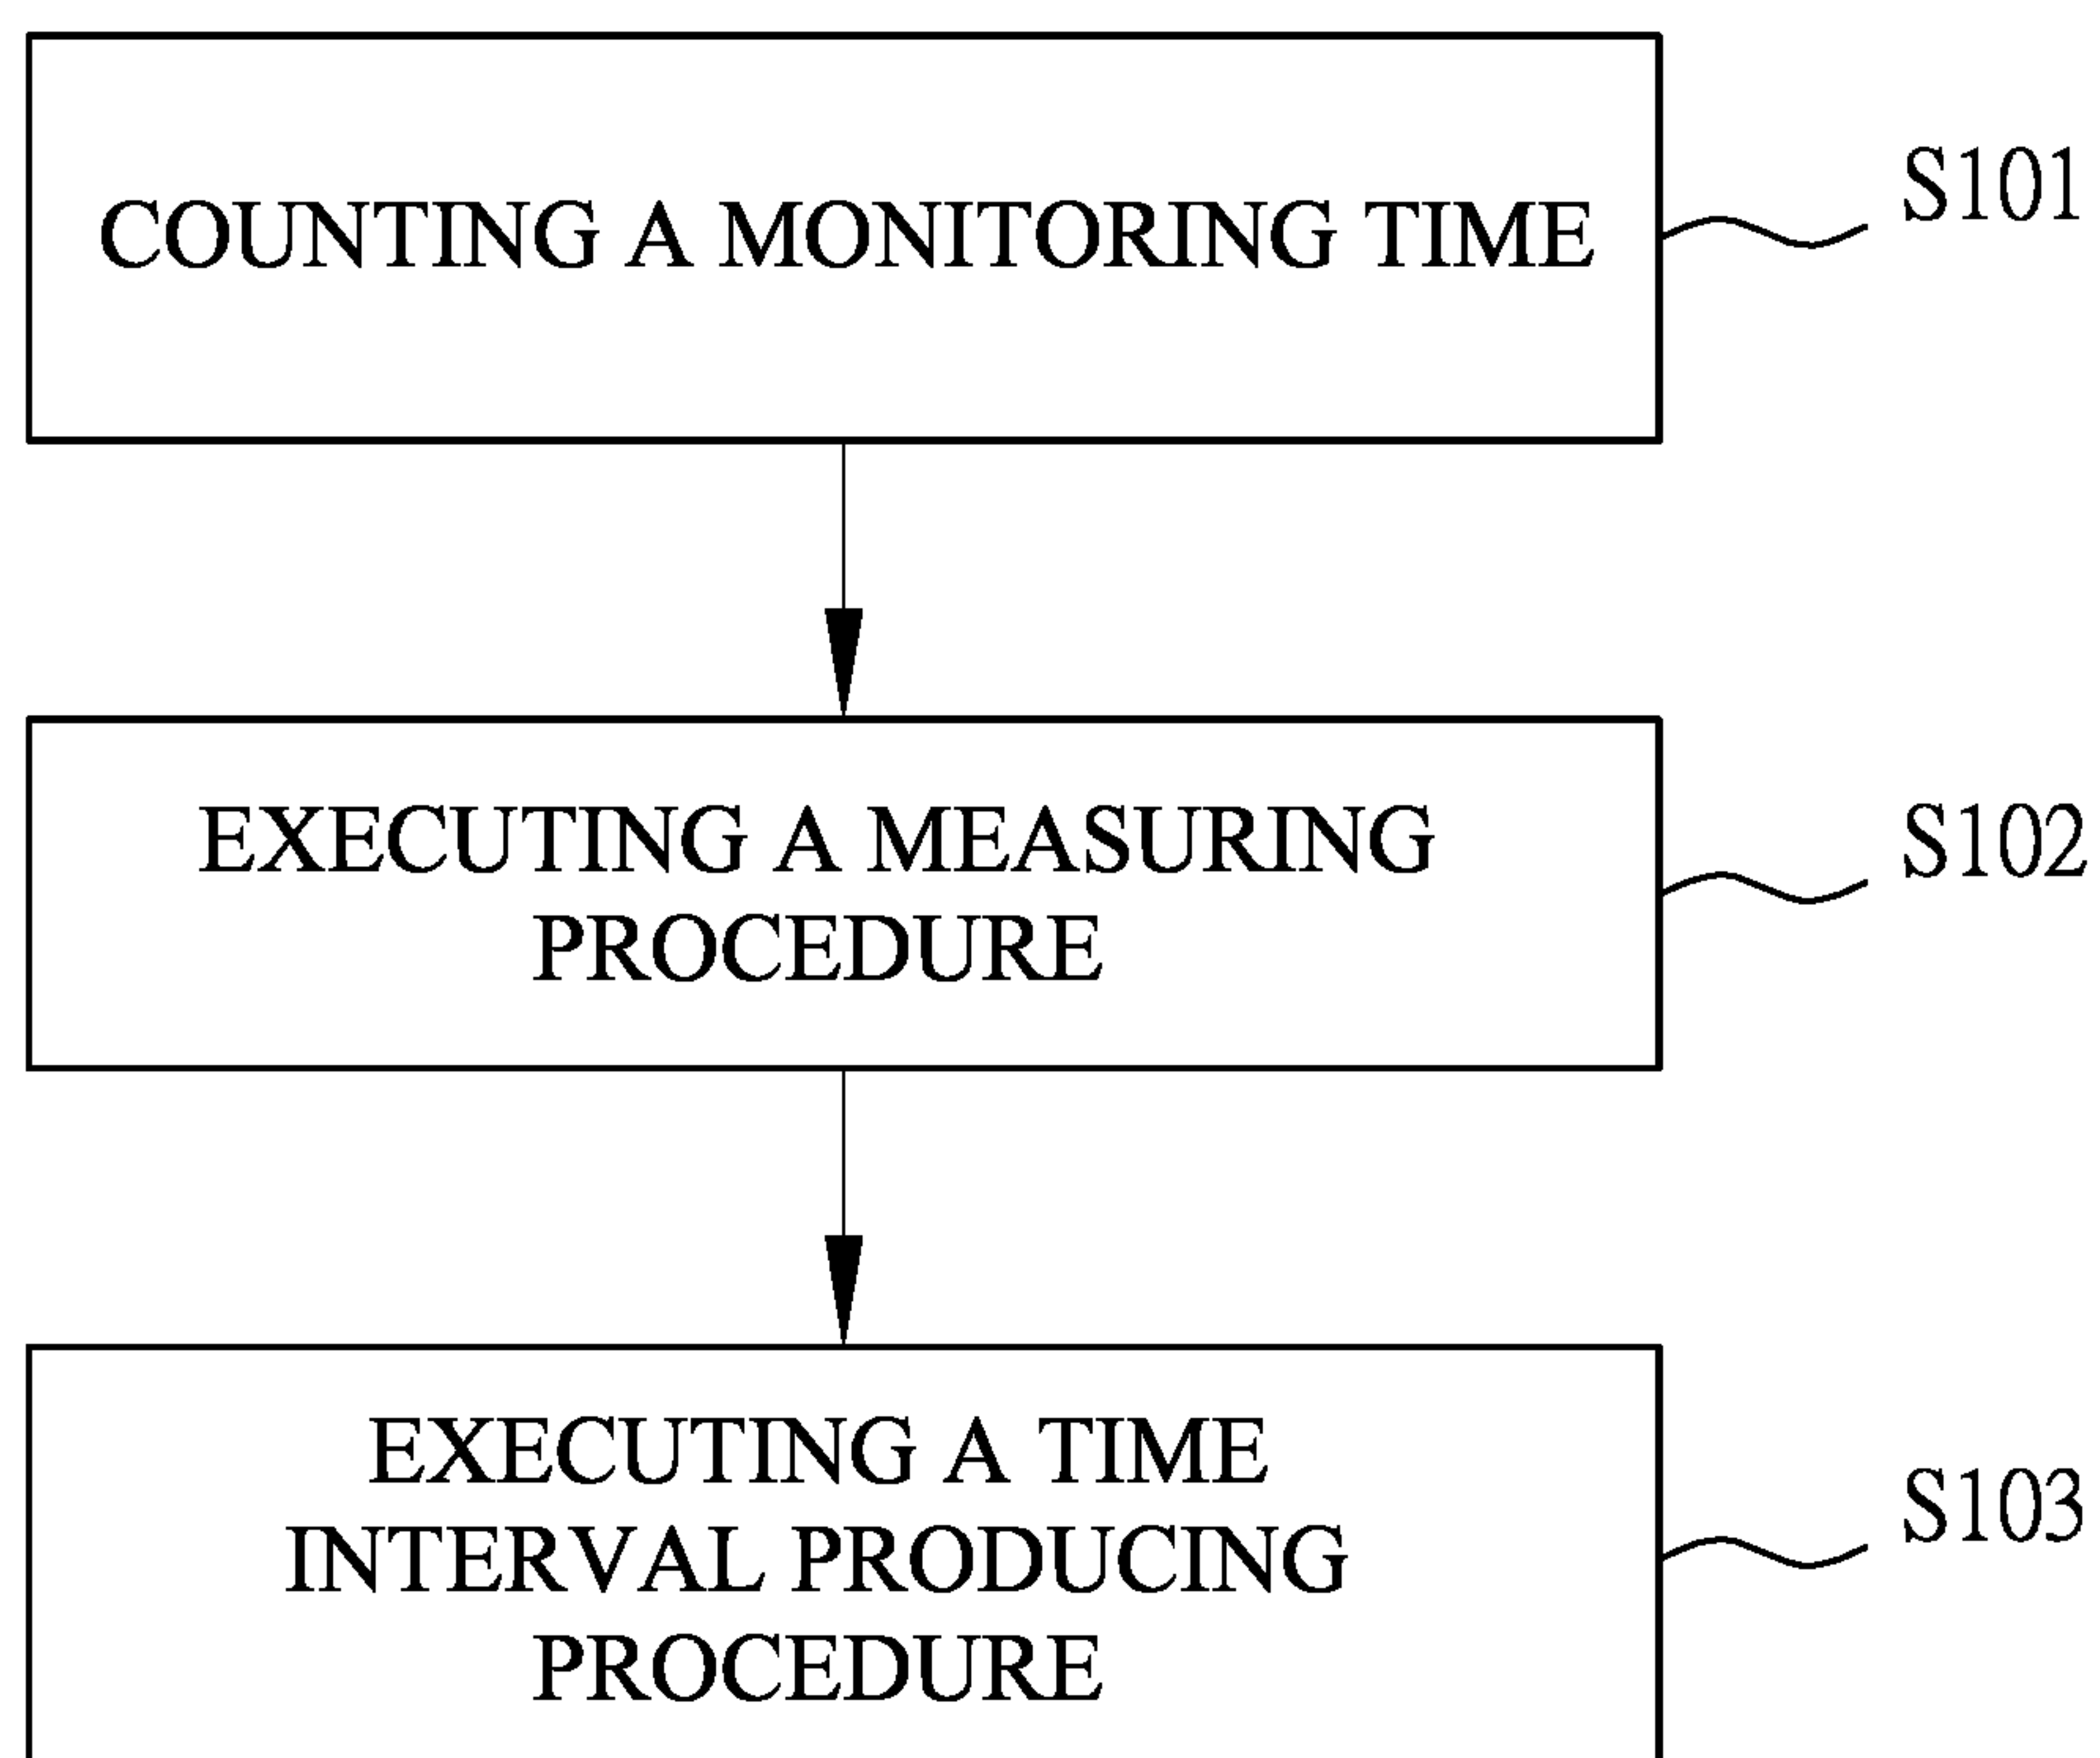 COUNTING A MONITORING TIME
S101
EXECUTING A MEASURING
PROCEDURE
S102
EXECUTING A TIME
INTERVAL PRODUCING
PROCEDURE
S103